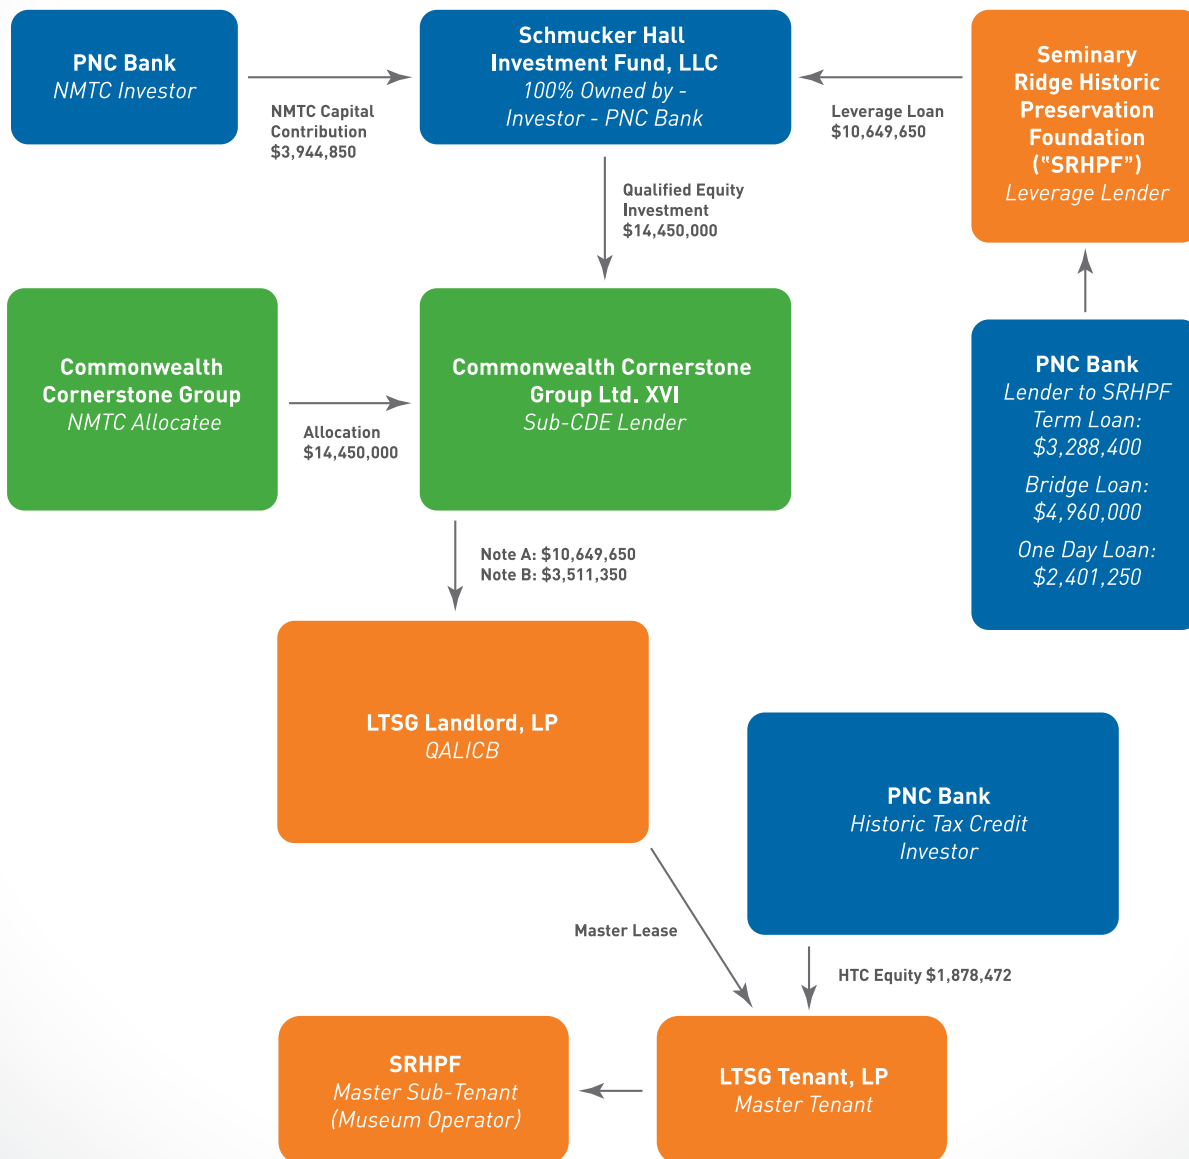 PNC Bank
NMTC Investor
NMTC Capital
Contribution
$3,944,850
Schmucker Hall
Investment Fund, LLC
100% Owned by -
Investor - PNC Bank
Leverage Loan
$10,649,650
Seminary
Ridge Historic
Preservation
Foundation
("SRHPF")
Leverage Lender
Qualified Equity
Investment
$14,450,000
Commonwealth
Cornerstone Group
NMTC Allocatee
Allocation
$14,450,000
Commonwealth Cornerstone
Group Ltd. XVI
Sub-CDE Lender
PNC Bank
Lender to SRHPF
Term Loan:
$3,288,400
Bridge Loan:
$4,960,000
One Day Loan:
$2,401,250
Note A: $10,649,650
Note B: $3,511,350
LTSG Landlord, LP
QALICB
PNC Bank
Historic Tax Credit
Investor
Master Lease
HTC Equity $1,878,472
SRHPF
Master Sub-Tenant
(Museum Operator)
LTSG Tenant, LP
Master Tenant